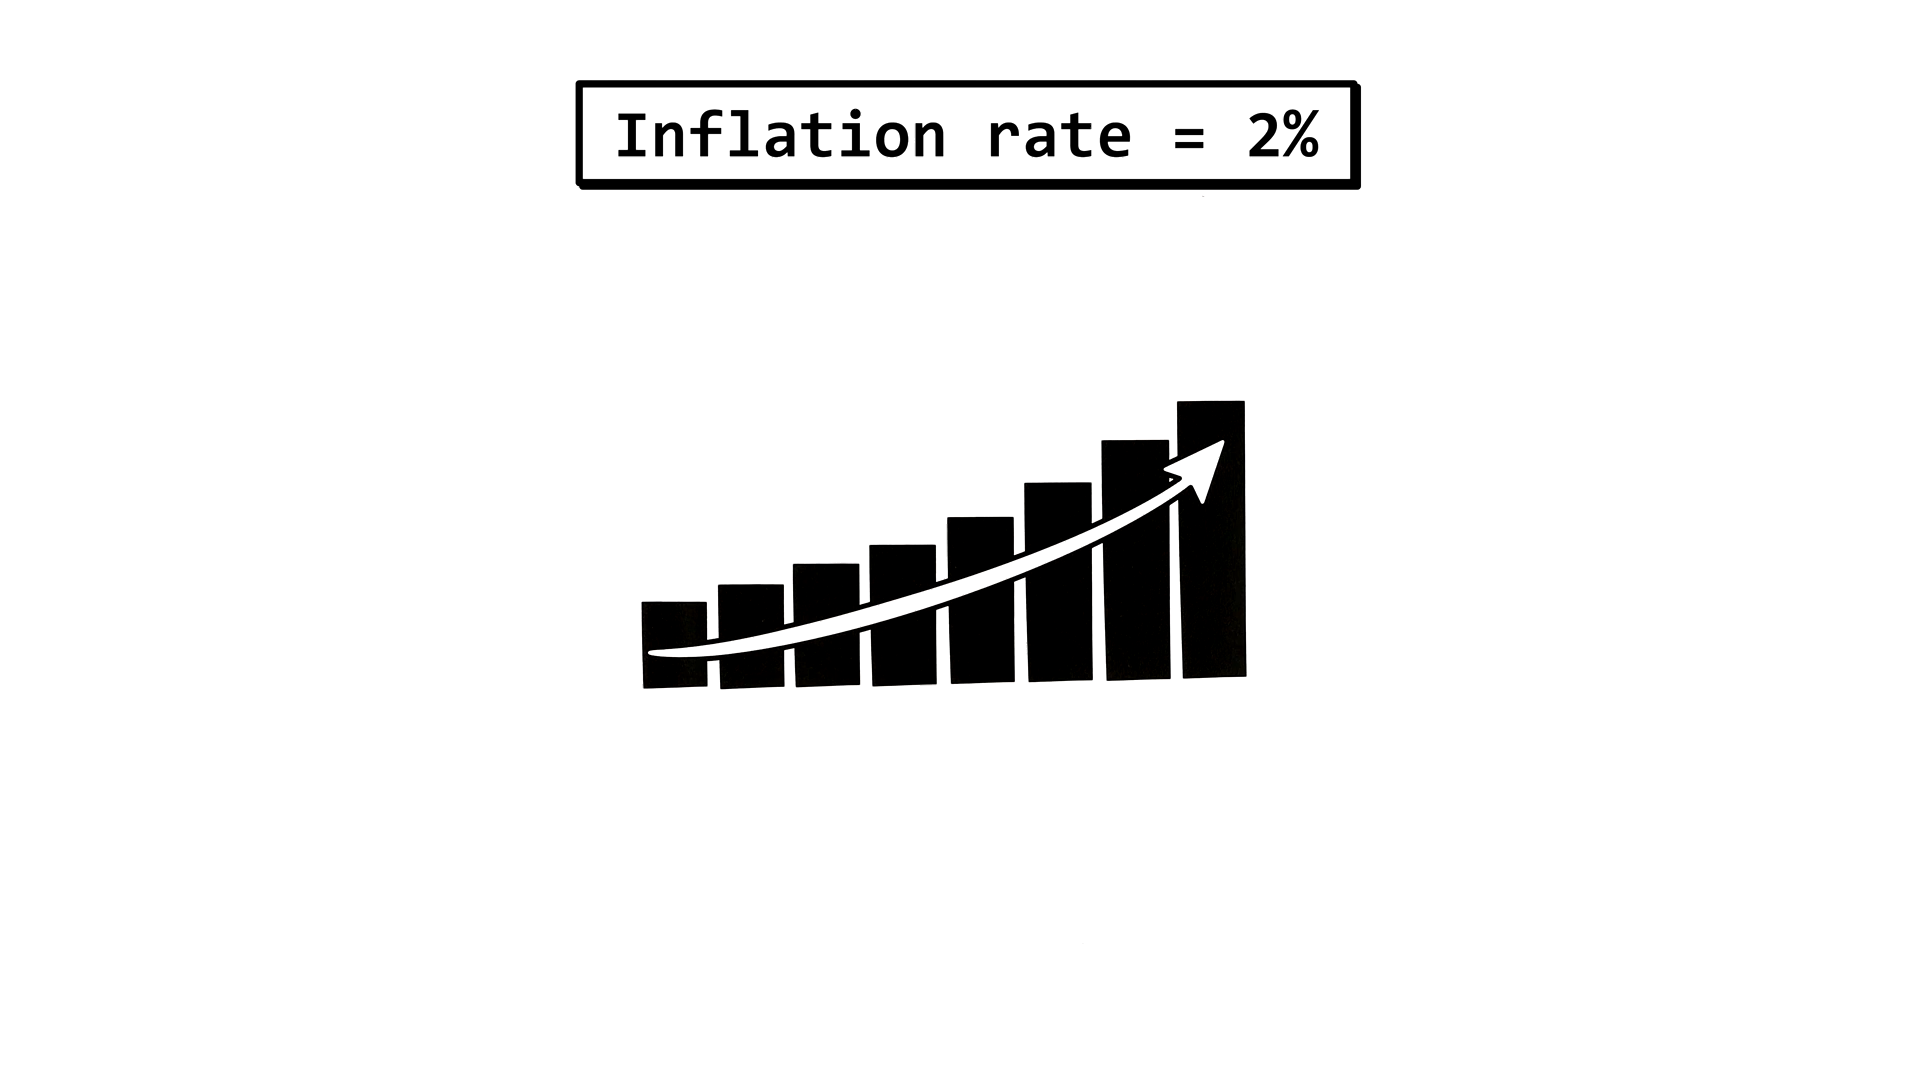 Inflation rate = 2%